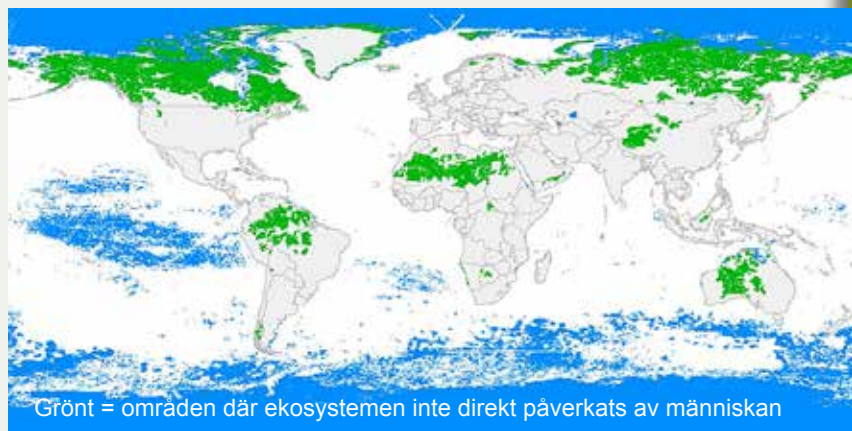 Grönt = områden där ekosystemen inte direkt påverkats av människan